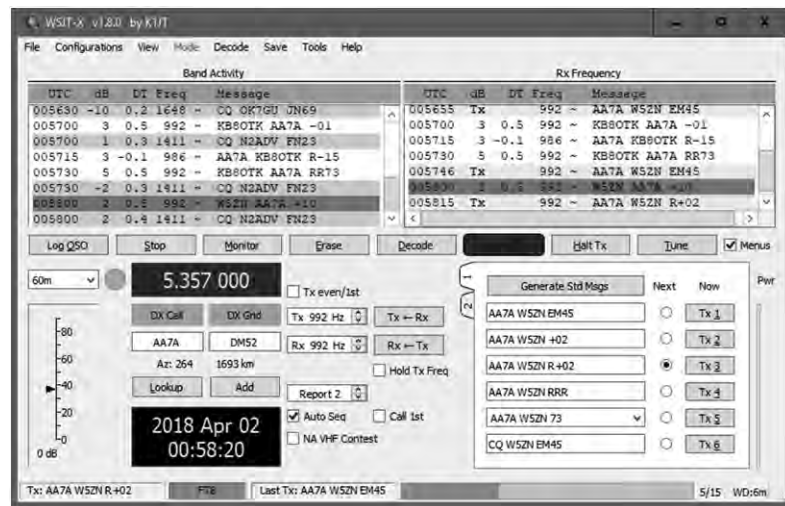 WSJT-X v1.8.0 by K1JT
File Configurations View Mode Decode Save Tools Help
Band Activity
UTC dB DT Freq Message
005630 -10 0.2 1648 ~ CQ OK7GU JN69
005700 3 0.5 992 ~ KB8OTK AA7A -01
005700 1 0.3 1411 ~ CQ N2ADV FN23
005715 3 -0.1 986 ~ AA7A KB8OTK R-15
005730 5 0.5 992 ~ KB8OTK AA7A RR73
005730 -2 0.3 1411 ~ CQ N2ADV FN23
005800 2 0.5 992 ~ W5ZN AA7A +10
005800 2 0.4 1411 ~ CQ N2ADV FN23
Rx Frequency
UTC dB DT Freq Message
005655 Tx 992 ~ AA7A W5ZN EM45
005700 3 0.5 992 ~ KB8OTK AA7A -01
005715 3 -0.1 986 ~ AA7A KB8OTK R-15
005730 5 0.5 992 ~ KB8OTK AA7A RR73
005746 Tx 992 ~ AA7A W5ZN EM45
005800 2 0.5 992 ~ W5ZN AA7A +10
005815 Tx 992 ~ AA7A W5ZN R+02
Log QSO Stop Monitor Erase Decode Halt Tx Tune Menus
60m
5.357 000
Tx even/1st
DX Call DX Grid
Tx 992 Hz
Tx ← Rx
AA7A DM52
Rx 992 Hz
Rx ← Tx
Az: 264 1693 km
Hold Tx Freq
Lookup Add
Report 2
Auto Seq Call 1st
NA VHF Contest
2018 Apr 02
00:58:20
-80
-60
-40
-20
-0
0 dB
1
2
Generate Std Msgs Next Now
Pwr
AA7A W5ZN EM45 Tx 1
AA7A W5ZN +02 Tx 2
AA7A W5ZN R+02 Tx 3
AA7A W5ZN RRR Tx 4
AA7A W5ZN 73 Tx 5
CQ W5ZN EM45 Tx 6
Tx: AA7A W5ZN R+02 FT8 Last Tx: AA7A W5ZN EM45 5/15 WD:6m